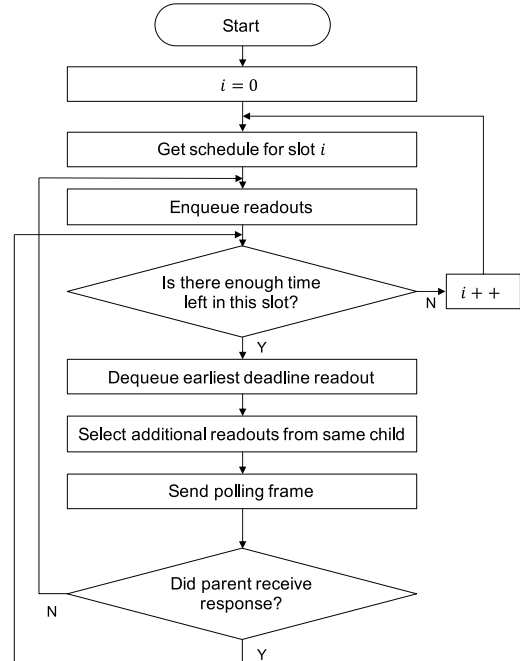 Start
i = 0
Get schedule for slot i
Enqueue readouts
Is there enough time
left in this slot?
N
i + +
Y
Dequeue earliest deadline readout
Select additional readouts from same child
Send polling frame
Did parent receive
response?
N
Y